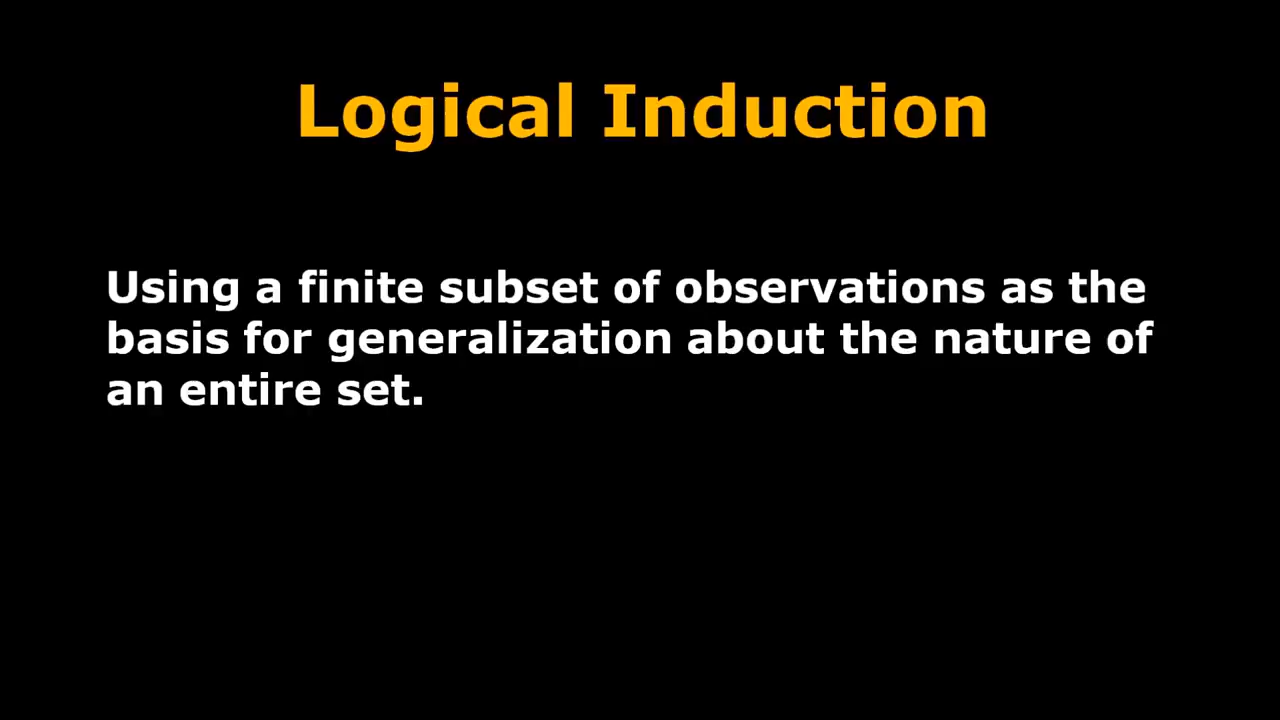 Logical Induction
Using a finite subset of observations as the
basis for generalization about the nature of
an entire set.